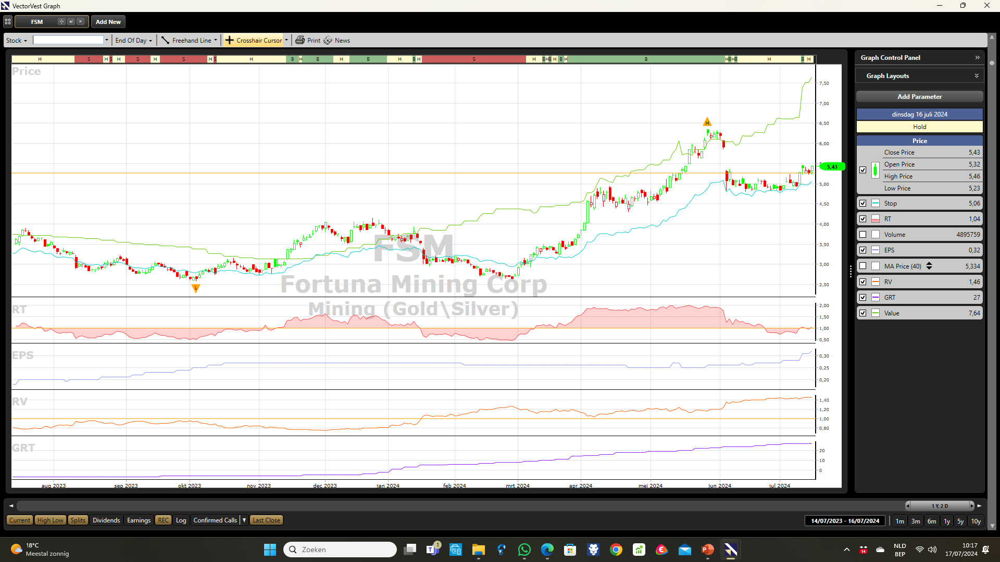 VectorVest Graph
FSM Add New
Stock End Of Day Freehand Line Crosshair Cursor Print News
H S H S H S H S H S H B H B H B H B H S H B H B H B H B H B H B H B H
Price
7,50
7,00
6,50
6,00
5,43
5,00
4,50
4,00
3,50
3,00
2,50
H
L
FSM
Fortuna Mining Corp
Mining (Gold\Silver)
RT
2,00
1,50
1,00
0,50
EPS
0,30
0,25
0,20
RV
1,40
1,20
1,00
0,80
GRT
20
10
0
aug 2023 sep 2023 okt 2023 nov 2023 dec 2023 jan 2024 feb 2024 mrt 2024 apr 2024 mei 2024 jun 2024 jul 2024
Graph Control Panel
Graph Layouts
Add Parameter
dinsdag 16 juli 2024
Hold
Price
Close Price 5,43
Open Price 5,32
High Price 5,46
Low Price 5,23
Stop 5,06
RT 1,04
Volume 4895759
EPS 0,32
MA Price (40) 5,334
RV 1,46
GRT 27
Value 7,64
1 Y, 2 D
Current High Low Splits Dividends Earnings REC Log Confirmed Calls Last Close 14/07/2023 - 16/07/2024 1m 3m 6m 1y 5y 10y
18°C
Meestal zonnig
Zoeken
1
14
NLD
BEP
10:17
17/07/2024